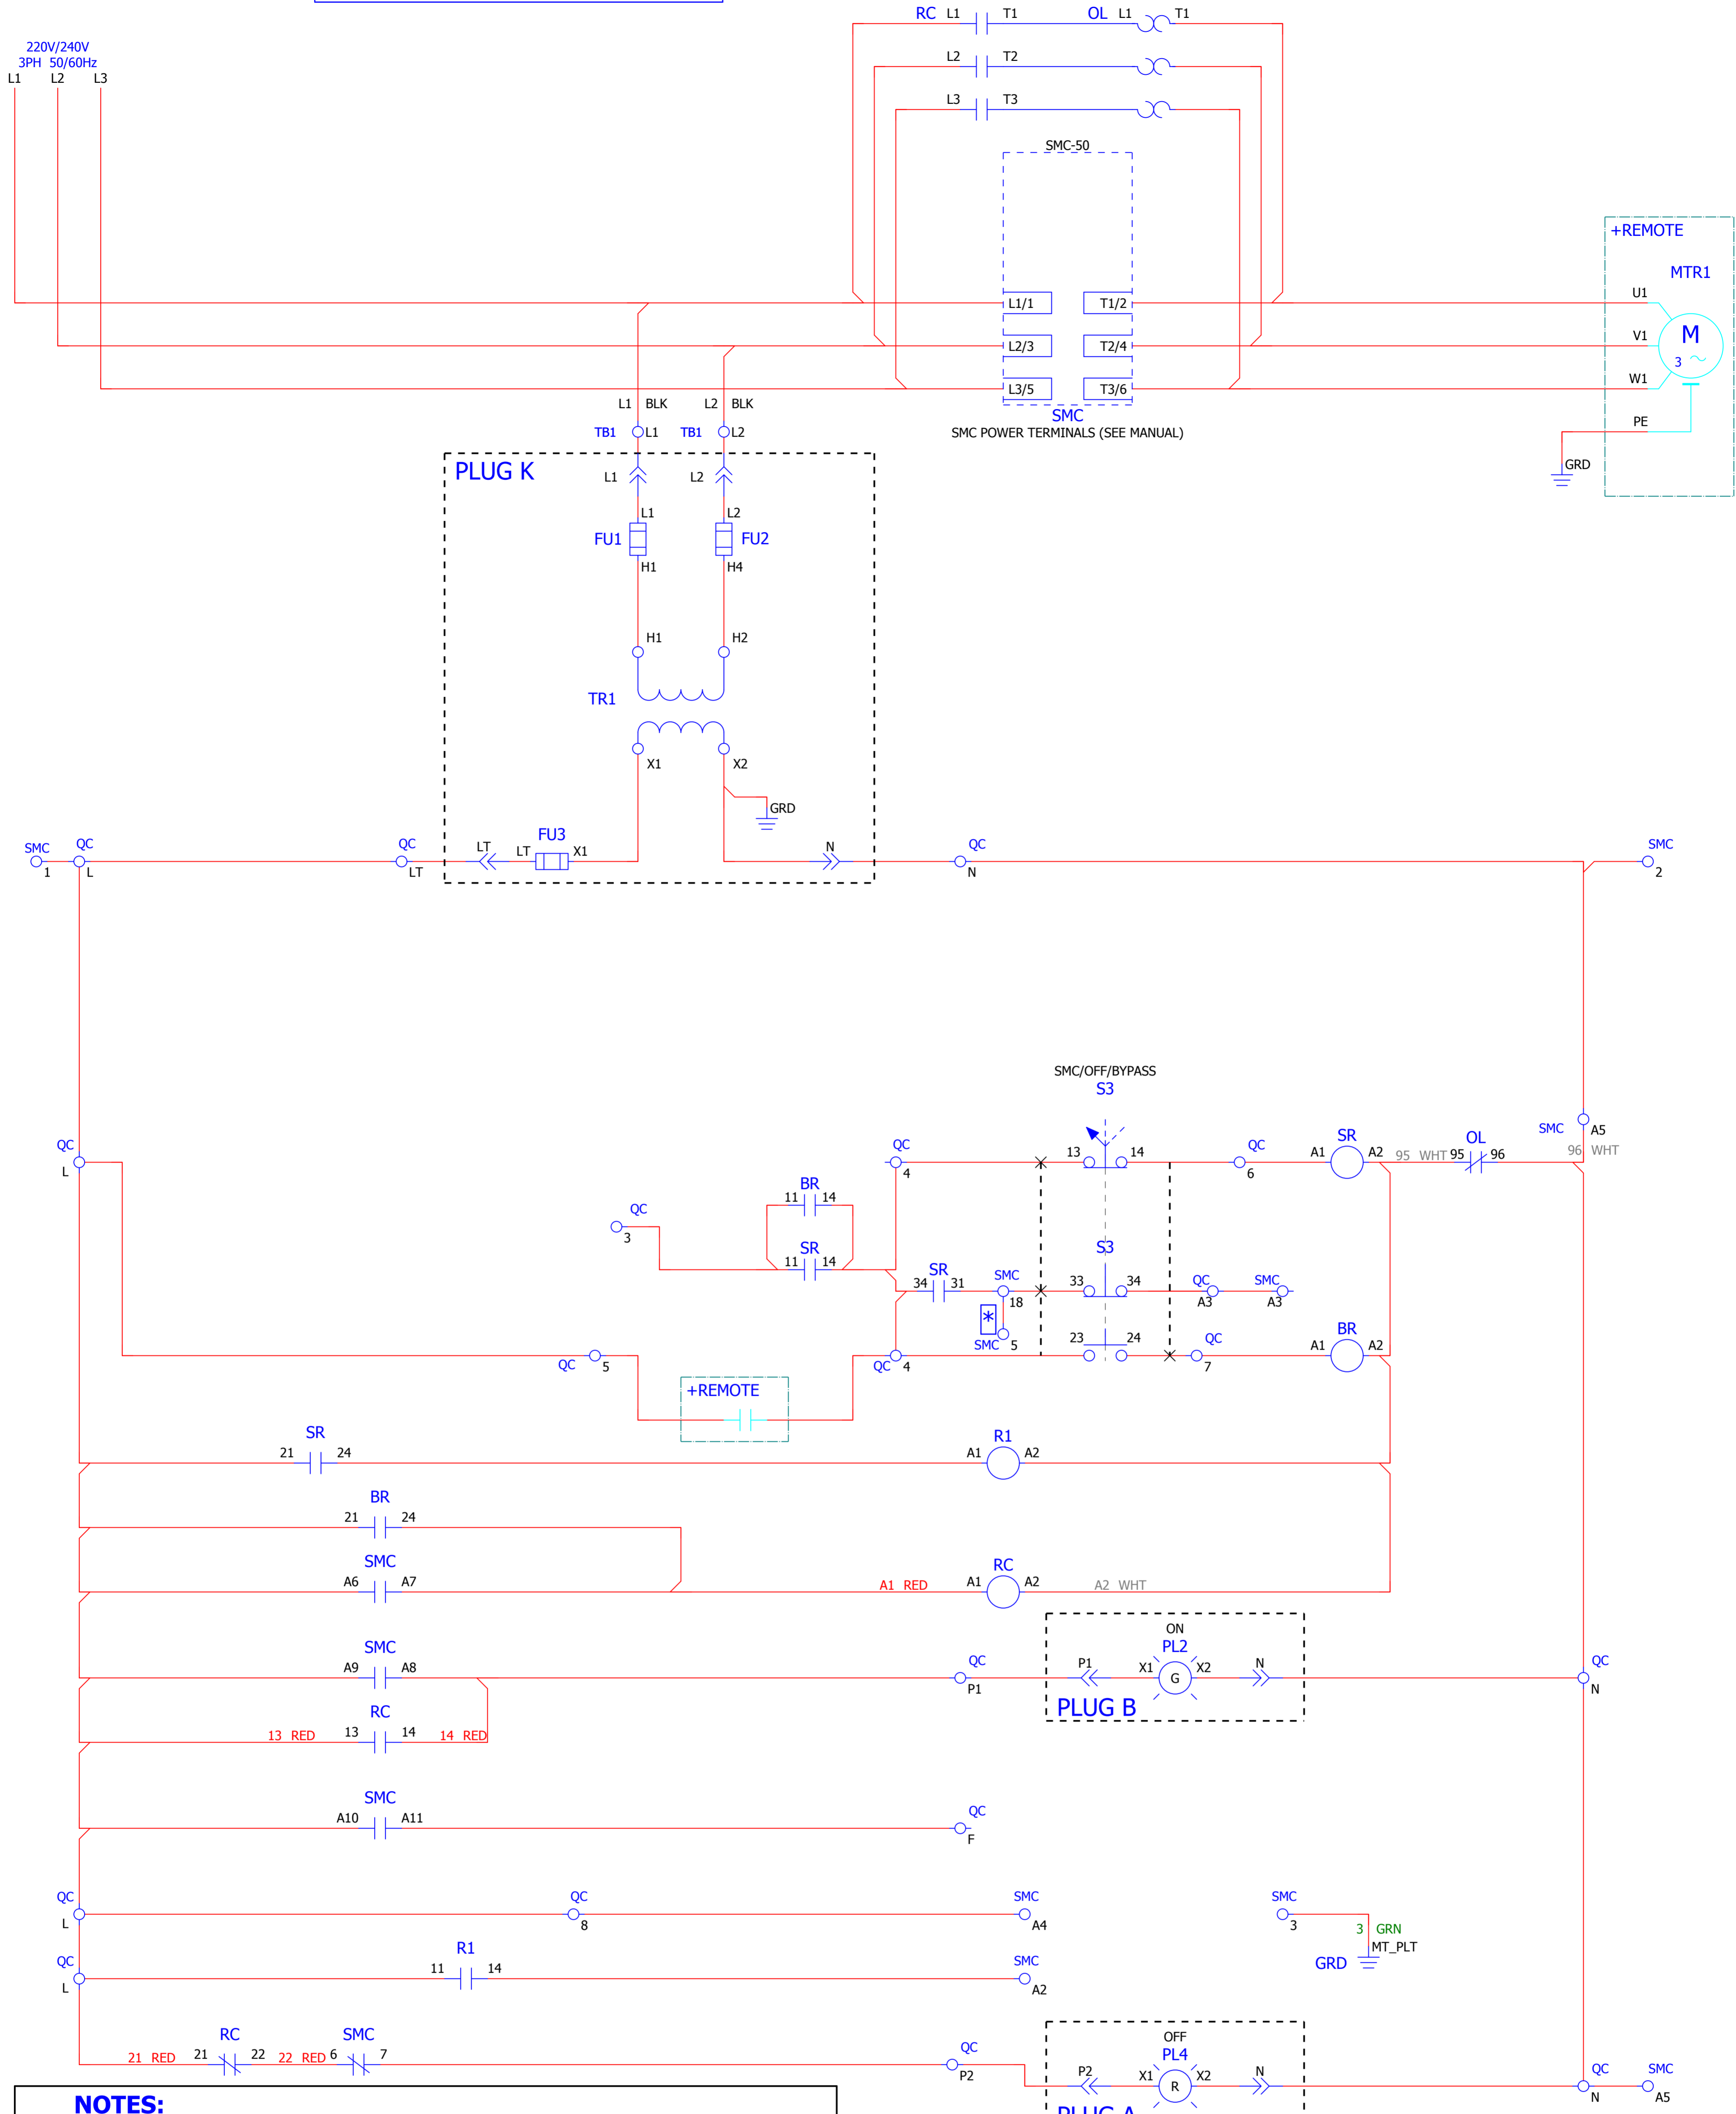 RC L1 T1 OL L1 T1
220V/240V
3PH 50/60Hz
L2 T2
L1 L2 L3
L3 T3
SMC-50
+REMOTE
MTR1
U1
L1/1 T1/2
V1
M
L2/3 T2/4
3
W1
L3/5 T3/6
L1 BLK L2 BLK
SMC
PE
TB1 L1 TB1 L2
SMC POWER TERMINALS (SEE MANUAL)
PLUG K
GRD
L1 L2
L1 L2
FU1 FU2
H1 H4
H1 H2
TR1
X1 X2
GRD
FU3
SMC QC QC LT LT X1 N QC SMC
1 L LT N 2
SMC/OFF/BYPASS
S3
SMC A5
QC QC 13 14 QC SR OL
L 4 6 A1 A2 95 WHT 95 96 96 WHT
BR
11 14
QC
3
SR S3
11 14
SR SMC QC SMC
34 31 33 34
18 A3 A3
*
SMC 5 23 24 QC BR
A1 A2
QC 5 QC 4 7
+REMOTE
SR R1
21 24 A1 A2
BR
21 24
SMC RC
A6 A7 A1 RED A1 A2 A2 WHT
ON
SMC PL2
A9 A8 QC P1 X1 X2 N QC
P1 G N
RC PLUG B
13 RED 13 14 14 RED
SMC
A10 A11 QC
F
QC QC SMC SMC
L 8 A4 3
3 GRN
R1 MT_PLT
QC 11 14 SMC GRD
L A2
OFF
RC SMC PL4
21 RED 21 22 22 RED 6 7 QC
P2 P2 X1 X2 N QC SMC
R
NOTES: N A5
PLUG A